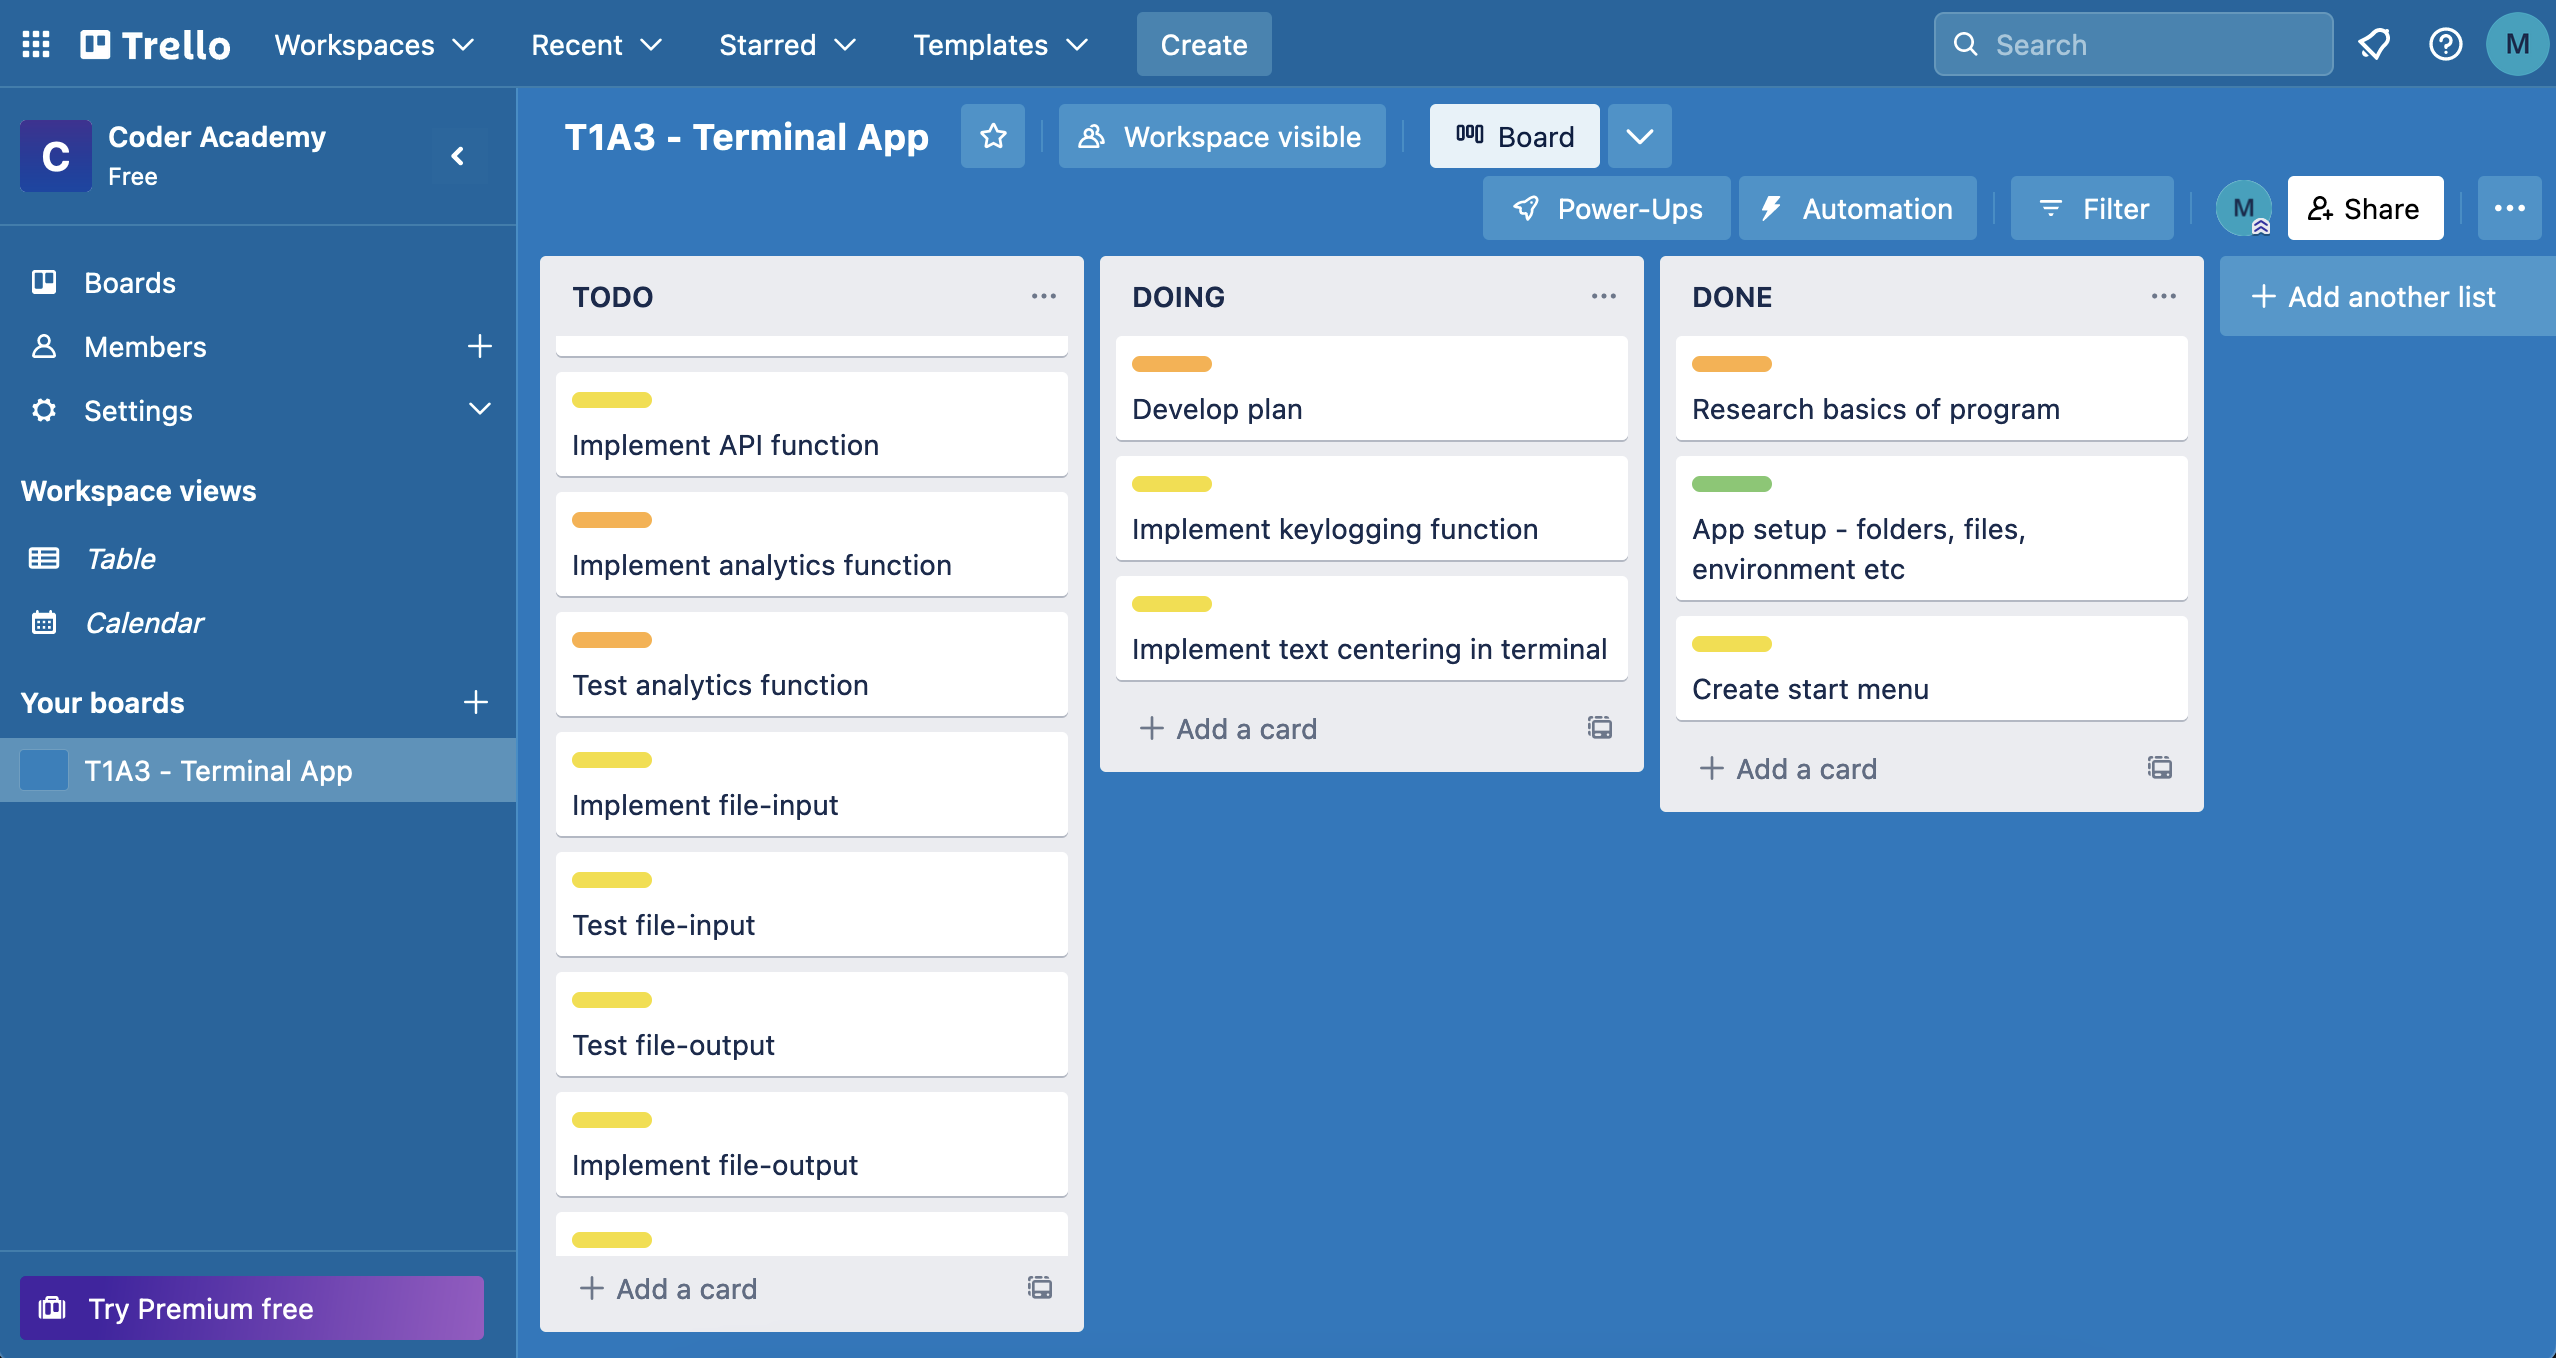 Trello
Workspaces
Recent
Starred
Templates
Create
Search
M
C
Coder Academy
Free
Boards
Members
Settings
Workspace views
Table
Calendar
Your boards
T1A3 - Terminal App
Try Premium free
T1A3 - Terminal App
Workspace visible
Board
Power-Ups
Automation
Filter
M
Share
TODO
Implement API function
Implement analytics function
Test analytics function
Implement file-input
Test file-input
Test file-output
Implement file-output
+ Add a card
DOING
Develop plan
Implement keylogging function
Implement text centering in terminal
+ Add a card
DONE
Research basics of program
App setup - folders, files,
environment etc
Create start menu
+ Add a card
+ Add another list